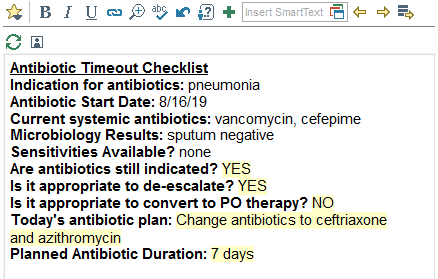 B I U abc Insert SmartText
Antibiotic Timeout Checklist
Indication for antibiotics: pneumonia
Antibiotic Start Date: 8/16/19
Current systemic antibiotics: vancomycin, cefepime
Microbiology Results: sputum negative
Sensitivities Available? none
Are antibiotics still indicated? YES
Is it appropriate to de-escalate? YES
Is it appropriate to convert to PO therapy? NO
Today's antibiotic plan: Change antibiotics to ceftriaxone
and azithromycin
Planned Antibiotic Duration: 7 days